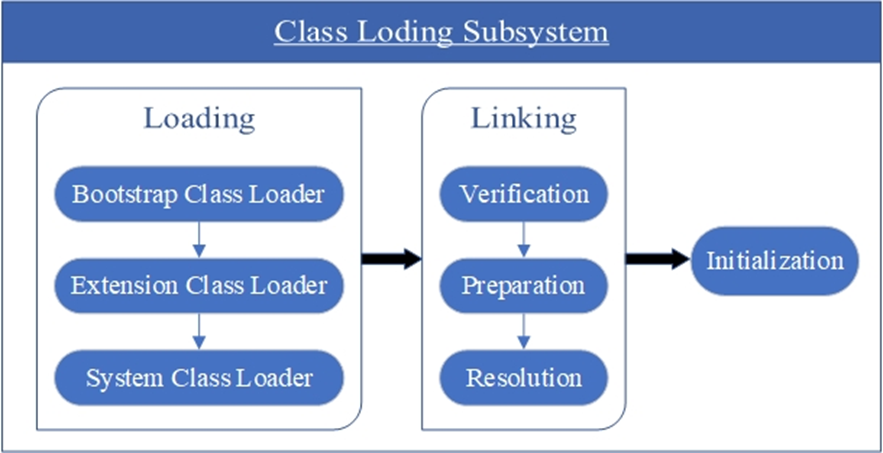 Class Loding Subsystem
Loading
Bootstrap Class Loader
Extension Class Loader
System Class Loader
Linking
Verification
Preparation
Resolution
Initialization